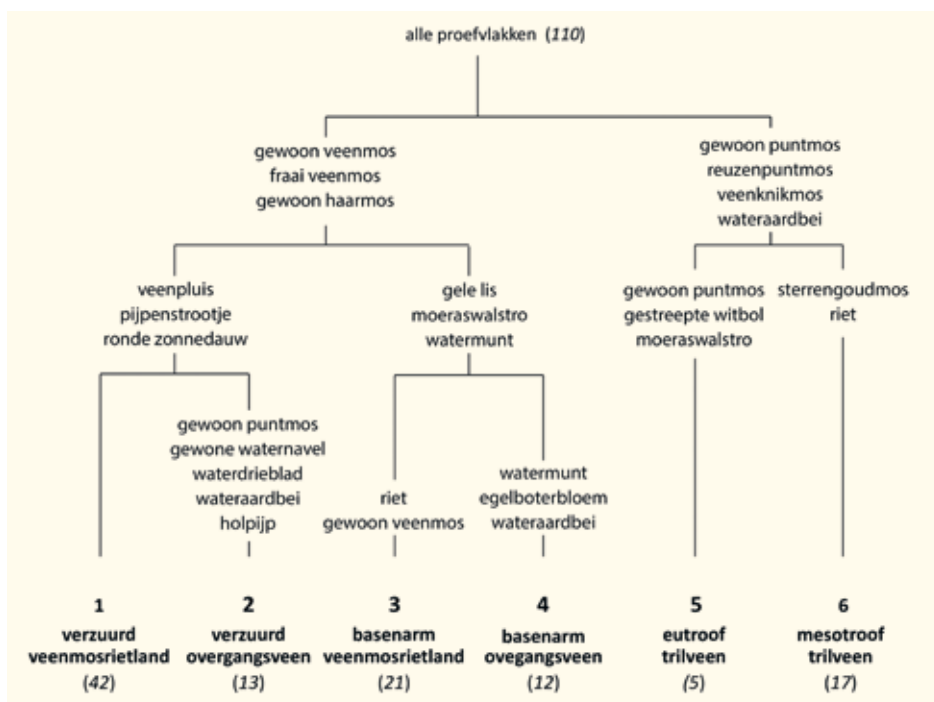 alle proefvlakken (110)
gewoon veenmos
fraai veenmos
gewoon haarmos
gewoon puntmos
reuzenpuntmos
veenknikmos
wateraardbei
veenpluis
pijpenstrootje
ronde zonnedauw
gele lis
moeraswalstro
watermunt
gewoon puntmos
gestreepte witbol
moeraswalstro
sterrengoudmos
riet
gewoon puntmos
gewone waternavel
waterdrieblad
wateraardbei
holpijp
riet
gewoon veenmos
watermunt
egelboterbloem
wateraardbei
1
verzuurd
veenmosrietland
(42)
2
verzuurd
overgangsveen
(13)
3
basenarm
veenmosrietland
(21)
4
basenarm
ovegangsveen
(12)
5
eutroof
trilveen
(5)
6
mesotroof
trilveen
(17)